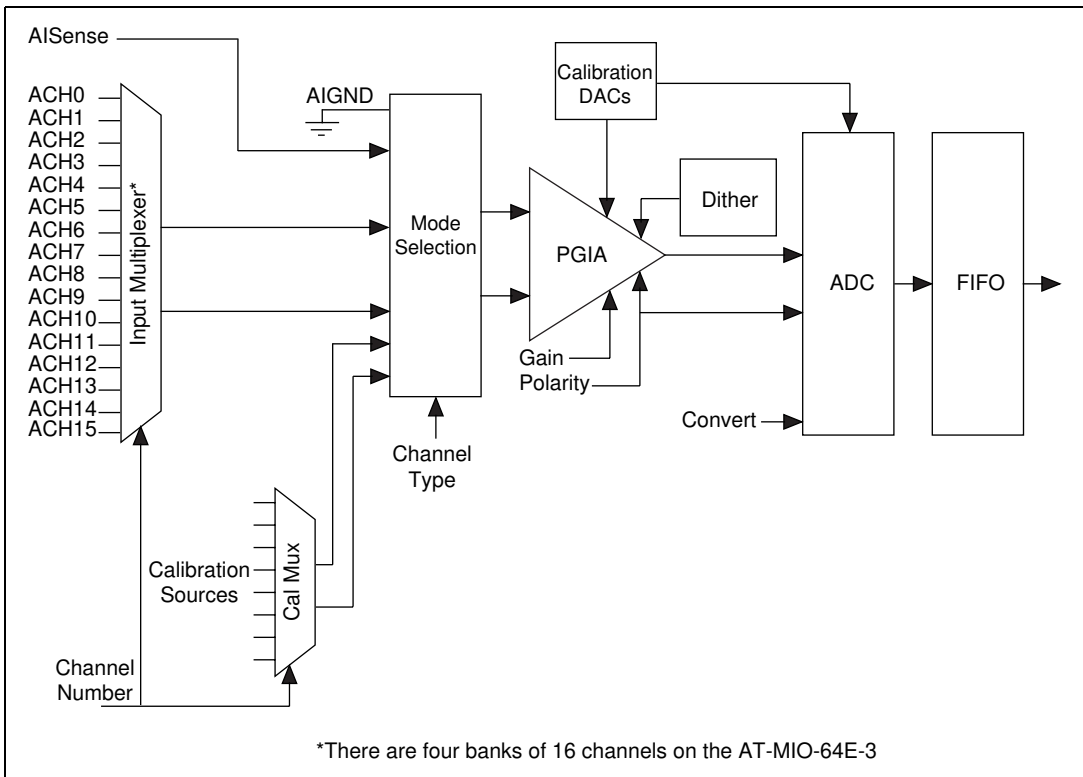 AISense
ACH0
ACH1
ACH2
ACH3
ACH4
ACH5
ACH6
ACH7
ACH8
ACH9
ACH10
ACH11
ACH12
ACH13
ACH14
ACH15
Input Multiplexer*
AIGND
Mode
Selection
Channel
Type
Calibration
DACs
Dither
PGIA
Gain
Polarity
Convert
ADC
FIFO
Calibration
Sources
Cal Mux
Channel
Number
*There are four banks of 16 channels on the AT-MIO-64E-3